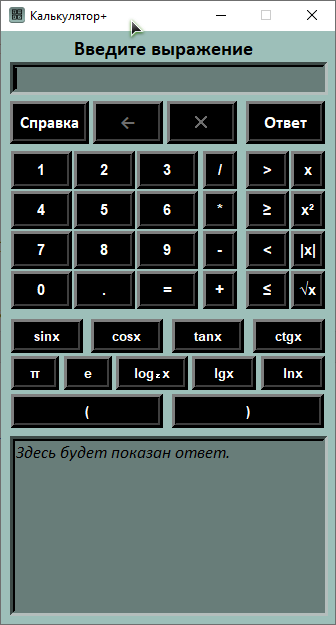 Калькулятор+
Введите выражение
Справка ← × Ответ
1 2 3 / > x
4 5 6 * ≥ x²
7 8 9 - < |x|
0 . = + ≤ √x
sinx cosx tanx ctgx
π e logᵣx lgx lnx
( )
Здесь будет показан ответ.